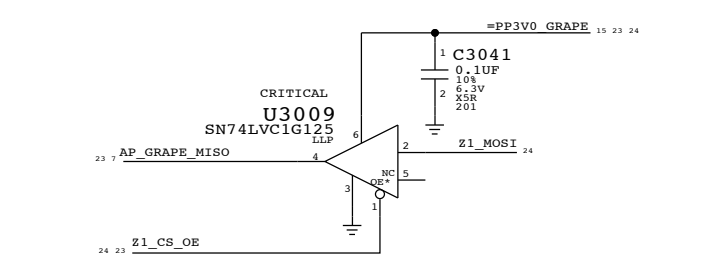 =PP3V0_GRAPE 15 23 24
1 C3041
0.1UF
10%
6.3V
2 X5R
201
CRITICAL
U3009
SN74LVC1G125
LLP
6
AP_GRAPE_MISO
23 7
4
2
Z1_MOSI
24
NC 5
OE*
3
1
Z1_CS_OE
24 23